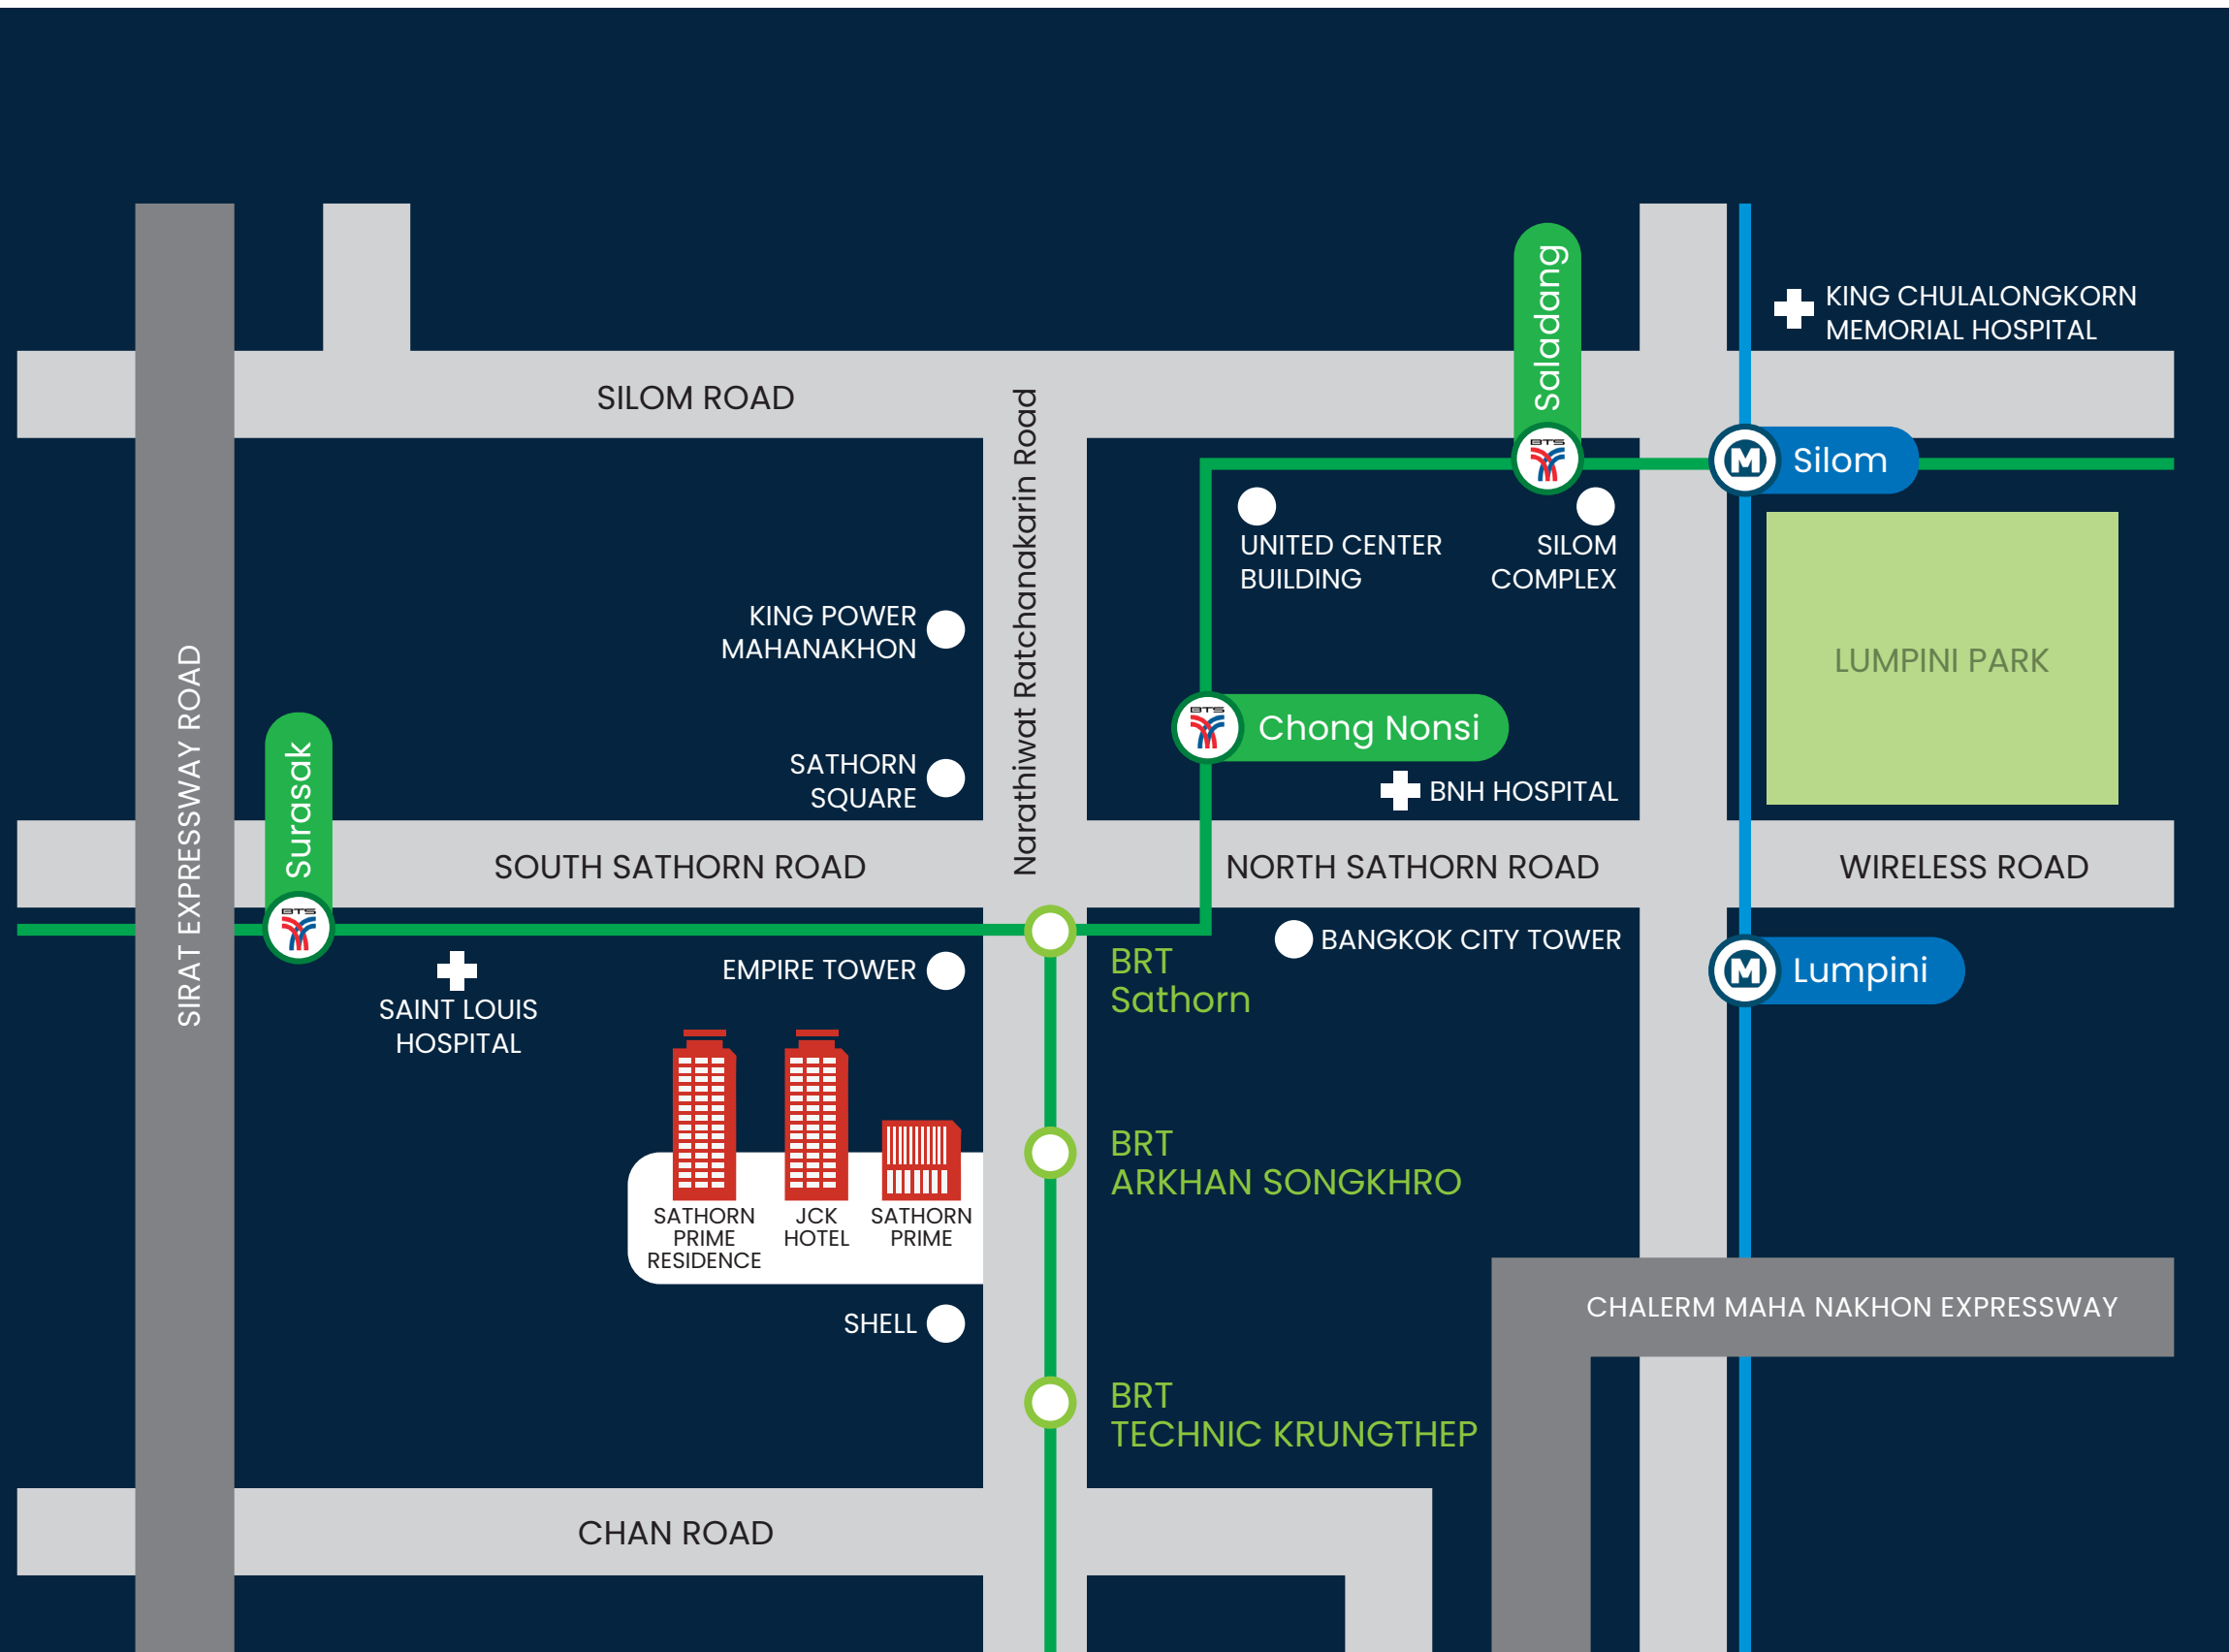 Saladang
KING CHULALONGKORN
MEMORIAL HOSPITAL
SILOM ROAD
BTS
M
Silom
Narathiwat Ratchanakarin Road
UNITED CENTER
BUILDING
SILOM
COMPLEX
KING POWER
MAHANAKHON
LUMPINI PARK
SIRAT EXPRESSWAY ROAD
Surasak
BTS
Chong Nonsi
SATHORN
SQUARE
BNH HOSPITAL
SOUTH SATHORN ROAD
NORTH SATHORN ROAD
WIRELESS ROAD
BTS
BANGKOK CITY TOWER
EMPIRE TOWER
BRT
Sathorn
M
Lumpini
SAINT LOUIS
HOSPITAL
BRT
ARKHAN SONGKHRO
SATHORN
PRIME
RESIDENCE
JCK
HOTEL
SATHORN
PRIME
SHELL
CHALERM MAHA NAKHON EXPRESSWAY
BRT
TECHNIC KRUNGTHEP
CHAN ROAD